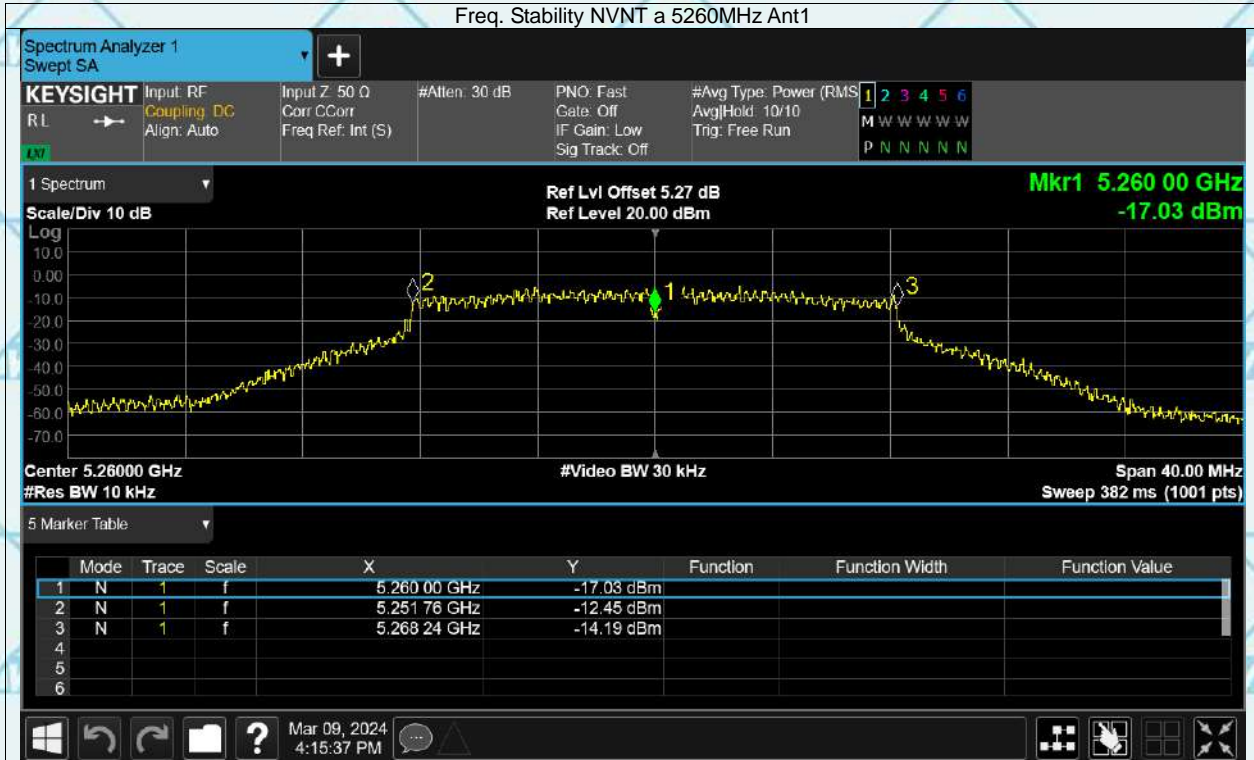 Freq. Stability NVNT a 5260MHz Ant1
Spectrum Analyzer 1
Swept SA
+
KEYSIGHT
RL
LXI
Input: RF
Coupling: DC
Align: Auto
Input Z: 50 Ω
Corr CCorr
Freq Ref: Int (S)
#Atten: 30 dB
PNO: Fast
Gate: Off
IF Gain: Low
Sig Track: Off
#Avg Type: Power (RMS
Avg|Hold: 10/10
Trig: Free Run
1 2 3 4 5 6
M W W W W W
P N N N N N
1 Spectrum
Scale/Div 10 dB
Ref Lvl Offset 5.27 dB
Ref Level 20.00 dBm
Mkr1 5.260 00 GHz
-17.03 dBm
Log
10.0
0.00
-10.0
-20.0
-30.0
-40.0
-50.0
-60.0
-70.0
2
1
3
Center 5.26000 GHz
#Video BW 30 kHz
Span 40.00 MHz
#Res BW 10 kHz
Sweep 382 ms (1001 pts)
5 Marker Table
Mode Trace Scale X Y Function Function Width Function Value
1 N 1 f 5.260 00 GHz -17.03 dBm
2 N 1 f 5.251 76 GHz -12.45 dBm
3 N 1 f 5.268 24 GHz -14.19 dBm
4
5
6
?
Mar 09, 2024
4:15:37 PM